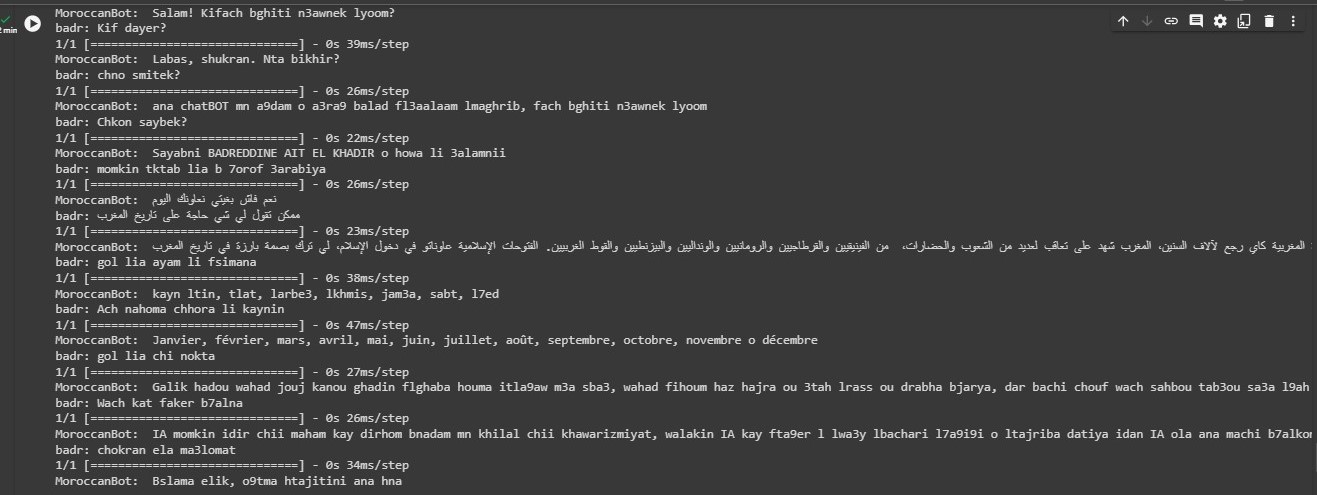 MoroccanBot:  Salam! Kifach bghiti n3awnek lyoom?
badr: Kif dayer?
1/1 [==============================] - 0s 39ms/step
MoroccanBot:  Labas, shukran. Nta bikhir?
badr: chno smitek?
1/1 [==============================] - 0s 26ms/step
MoroccanBot:  ana chatBOT mn a9dam o a3ra9 balad fl3aalaam lmaghrib, fach bghiti n3awnek lyoom
badr: Chkon saybek?
1/1 [==============================] - 0s 22ms/step
MoroccanBot:  Sayabni BADREDDINE AIT EL KHADIR o howa li 3alamnii
badr: momkin tktab lia b 7orof 3arabiya
2 min
1/1 [==============================] - 0s 26ms/step
MoroccanBot:  نعم فاش بغيتي نعاونك اليوم
badr: ممكن تقول لي شي حاجة على تاريخ المغرب
1/1 [==============================] - 0s 23ms/step
MoroccanBot:  المغربية كاي رجع لآلاف السنين، المغرب شهد على تعاقب لعديد من الشعوب والحضارات،  من الفينيقيين والقرطاجيين والرومانيين والونداليين والبيزنطيين والقوط الغربيين. الفتوحات الإسلامية عاوناتو في دخول الإسلام، لي ترك بصمة بارزة في تاريخ المغرب
badr: gol lia ayam li fsimana
1/1 [==============================] - 0s 38ms/step
MoroccanBot:  kayn ltin, tlat, larbe3, lkhmis, jam3a, sabt, l7ed
badr: Ach nahoma chhora li kaynin
1/1 [==============================] - 0s 47ms/step
MoroccanBot:  Janvier, février, mars, avril, mai, juin, juillet, août, septembre, octobre, novembre o décembre
badr: gol lia chi nokta
1/1 [==============================] - 0s 27ms/step
MoroccanBot:  Galik hadou wahad jouj kanou ghadin flghaba houma itla9aw m3a sba3, wahad fihoum haz hajra ou 3tah lrass ou drabha bjarya, dar bachi chouf wach sahbou tab3ou sa3a l9ah
badr: Wach kat faker b7alna
1/1 [==============================] - 0s 26ms/step
MoroccanBot:  IA momkin idir chii maham kay dirhom bnadam mn khilal chii khawarizmiyat, walakin IA kay fta9er l lwa3y lbachari l7a9i9i o ltajriba datiya idan IA ola ana machi b7alkom
badr: chokran ela ma3lomat
1/1 [==============================] - 0s 34ms/step
MoroccanBot:  Bslama elik, o9tma htajitini ana hna